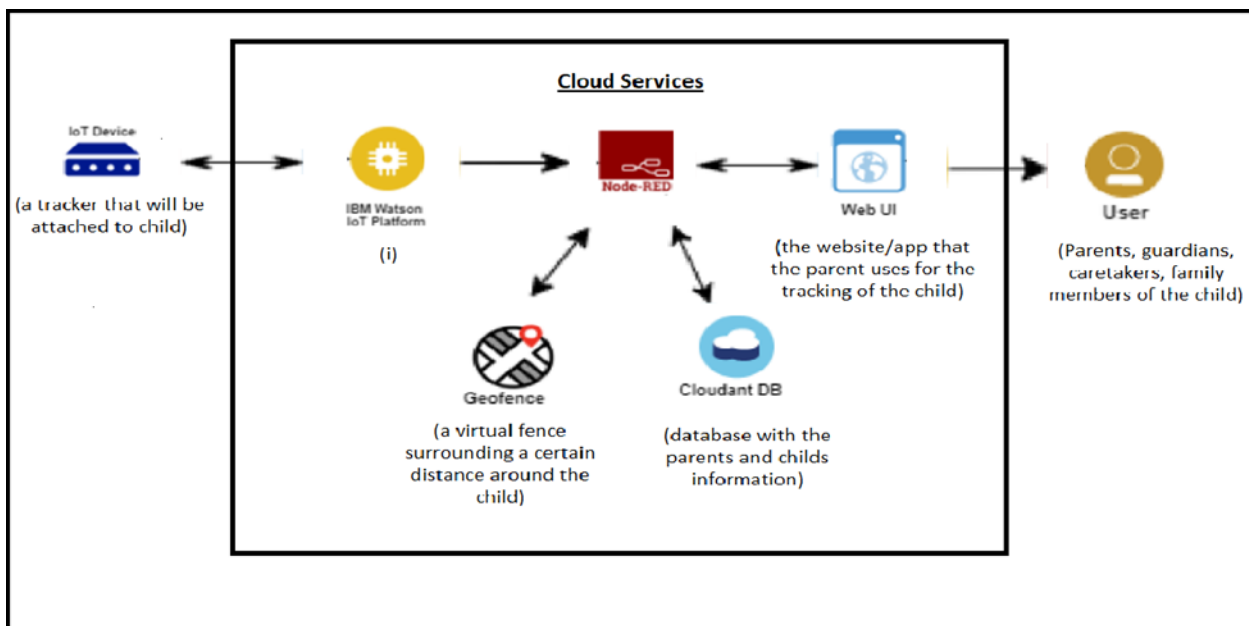 Cloud Services
IoT Device
(a tracker that will be
attached to child)
IBM Watson
IoT Platform
(i)
Node-RED
Web UI
(the website/app that
the parent uses for the
tracking of the child)
User
(Parents, guardians,
caretakers, family
members of the child)
Geofence
(a virtual fence
surrounding a certain
distance around the
child)
Cloudant DB
(database with the
parents and childs
information)